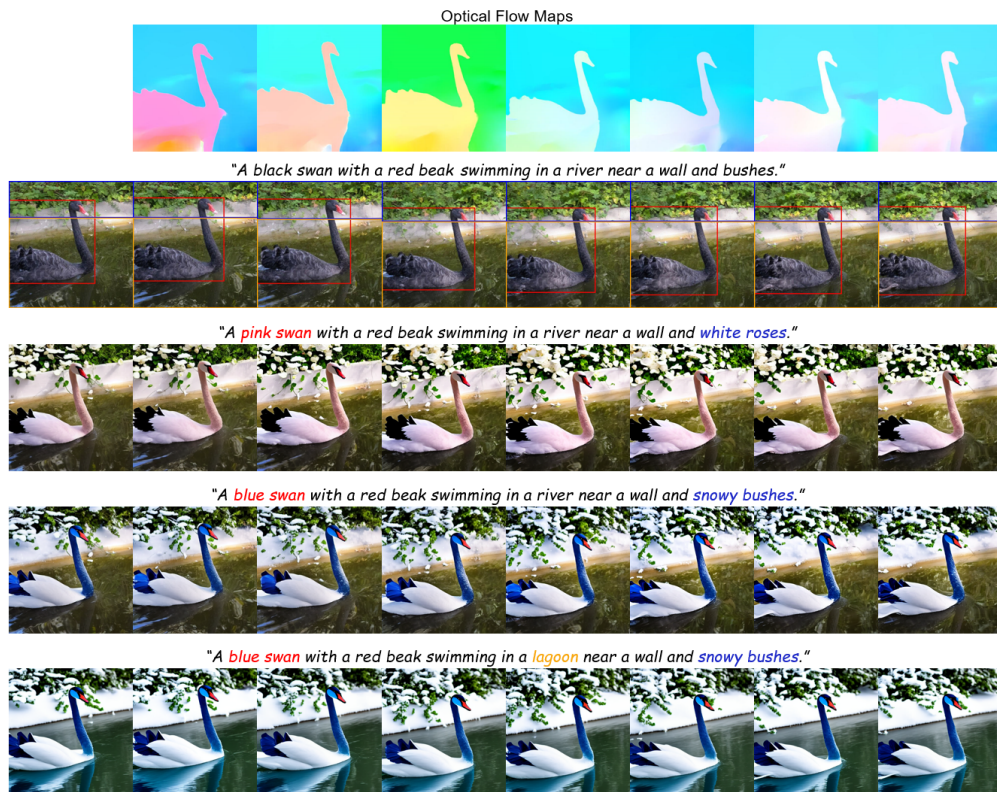 Optical Flow Maps
“A black swan with a red beak swimming in a river near a wall and bushes.”
“A pink swan with a red beak swimming in a river near a wall and white roses.”
“A blue swan with a red beak swimming in a river near a wall and snowy bushes.”
“A blue swan with a red beak swimming in a lagoon near a wall and snowy bushes.”